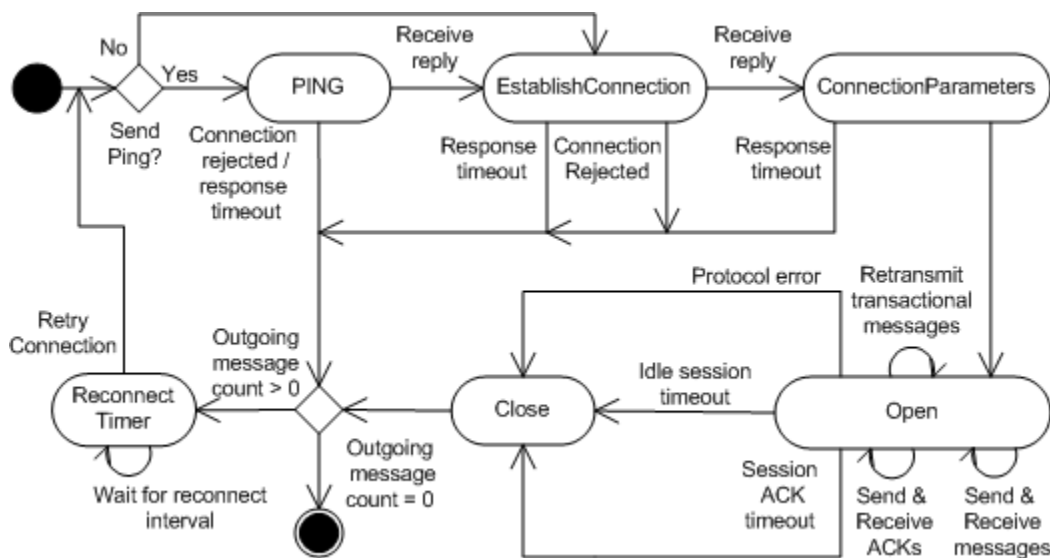 No
Yes
Send
Ping?
PING
Receive
reply
EstablishConnection
Receive
reply
ConnectionParameters
Connection
rejected /
response
timeout
Response
timeout
Connection
Rejected
Response
timeout
Protocol error
Retransmit
transactional
messages
Retry
Connection
Outgoing
message
count > 0
Idle session
timeout
Reconnect
Timer
Close
Open
Outgoing
message
count = 0
Session
ACK
timeout
Wait for reconnect
interval
Send &
Receive
ACKs
Send &
Receive
messages